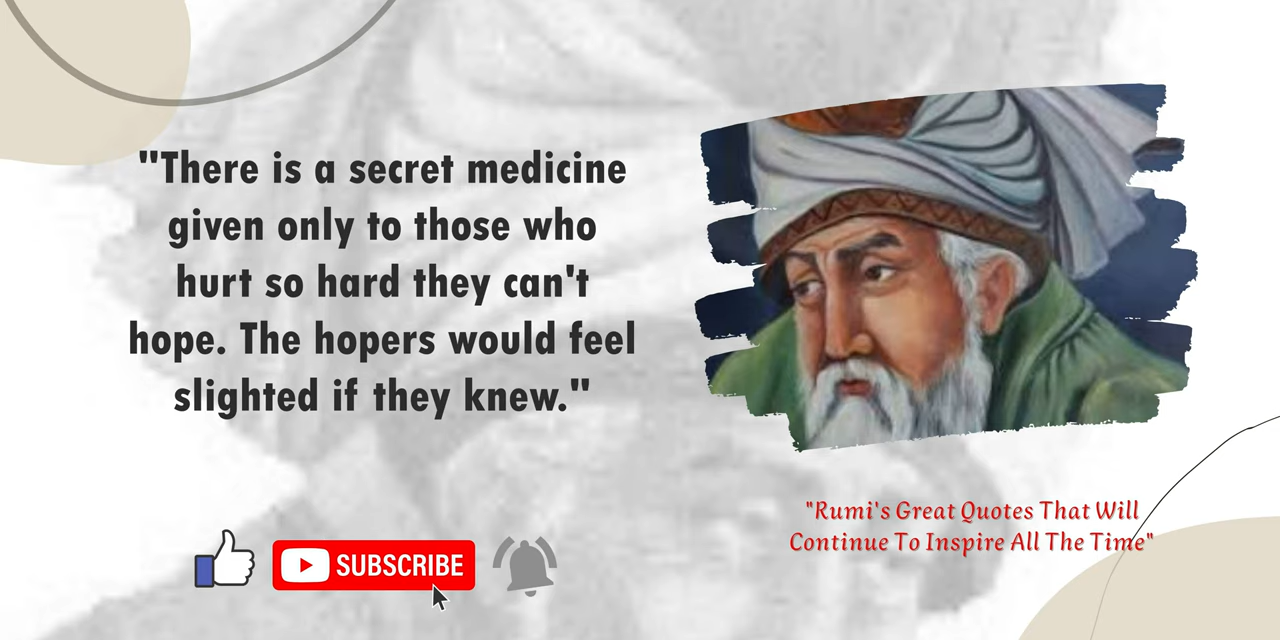 "There is a secret medicine
given only to those who
hurt so hard they can't
hope. The hopers would feel
slighted if they knew."
SUBSCRIBE
"Rumi's Great Quotes That Will
Continue To Inspire All The Time"